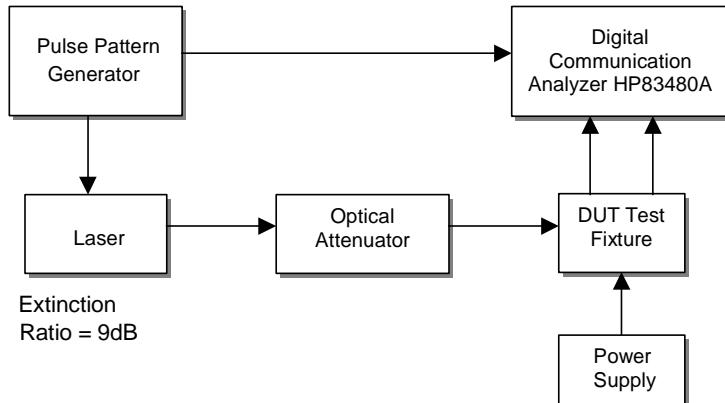 Pulse Pattern
Generator
Digital
Communication
Analyzer HP83480A
Laser
Optical
Attenuator
DUT Test
Fixture
Extinction
Ratio = 9dB
Power
Supply